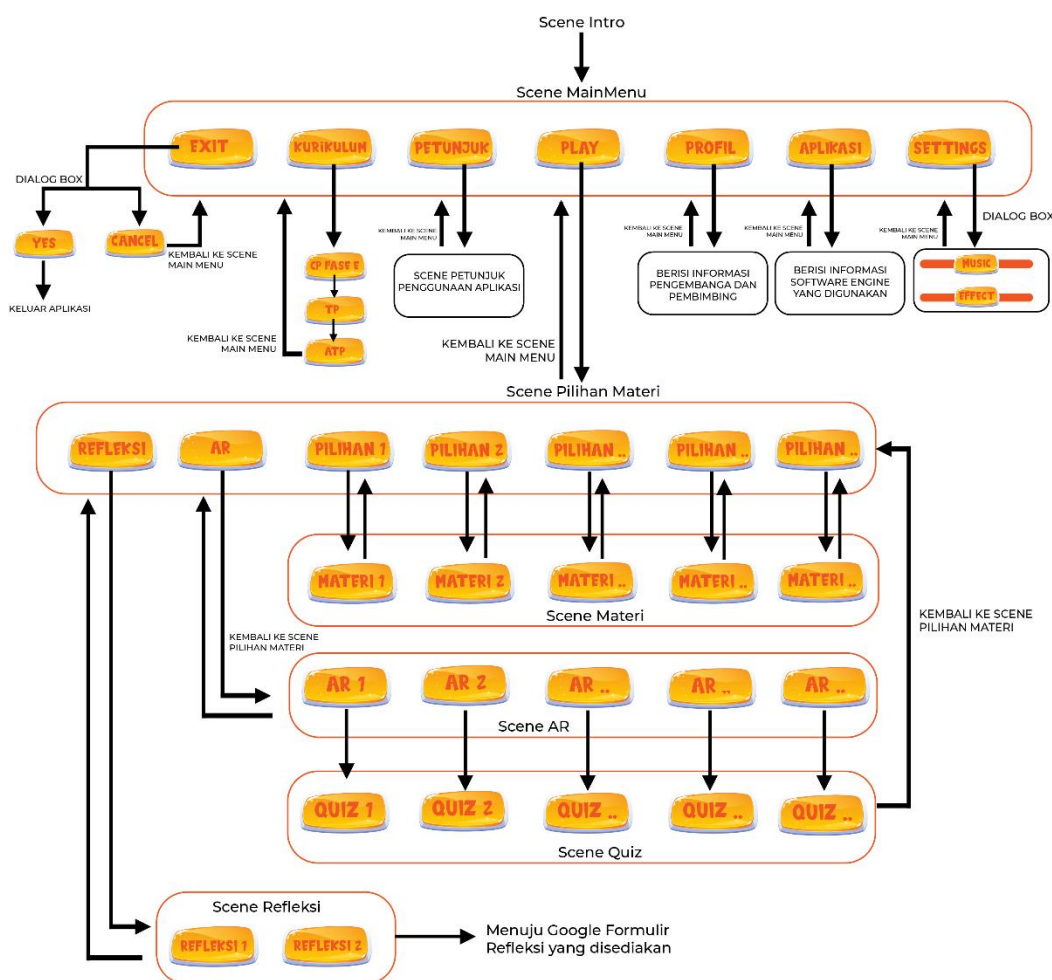 Scene Intro
Scene MainMenu
EXIT
KURIKULUM
PETUNJUK
PLAY
PROFIL
APLIKASI
SETTINGS
DIALOG BOX
YES
CANCEL
KEMBALI KE SCENE
MAIN MENU
KELUAR APLIKASI
CP FASE E
TP
ATP
KEMBALI KE SCENE
MAIN MENU
KEMBALI KE SCENE
MAIN MENU
SCENE PETUNJUK
PENGGUNAAN APLIKASI
KEMBALI KE SCENE
MAIN MENU
KEMBALI KE SCENE
MAIN MENU
BERISI INFORMASI
PENGEMBANGA DAN
PEMBIMBING
KEMBALI KE SCENE
MAIN MENU
BERISI INFORMASI
SOFTWARE ENGINE
YANG DIGUNAKAN
KEMBALI KE SCENE
MAIN MENU
DIALOG BOX
MUSIC
EFFECT
Scene Pilihan Materi
REFLEKSI
AR
PILIHAN 1
PILIHAN 2
PILIHAN ..
PILIHAN ..
PILIHAN ..
MATERI 1
MATERI 2
MATERI ..
MATERI ..
MATERI ..
Scene Materi
KEMBALI KE SCENE
PILIHAN MATERI
KEMBALI KE SCENE
PILIHAN MATERI
AR 1
AR 2
AR ..
AR ..
AR ..
Scene AR
QUIZ 1
QUIZ 2
QUIZ ..
QUIZ ..
QUIZ ..
Scene Quiz
Scene Refleksi
REFLEKSI 1
REFLEKSI 2
Menuju Google Formulir
Refleksi yang disediakan